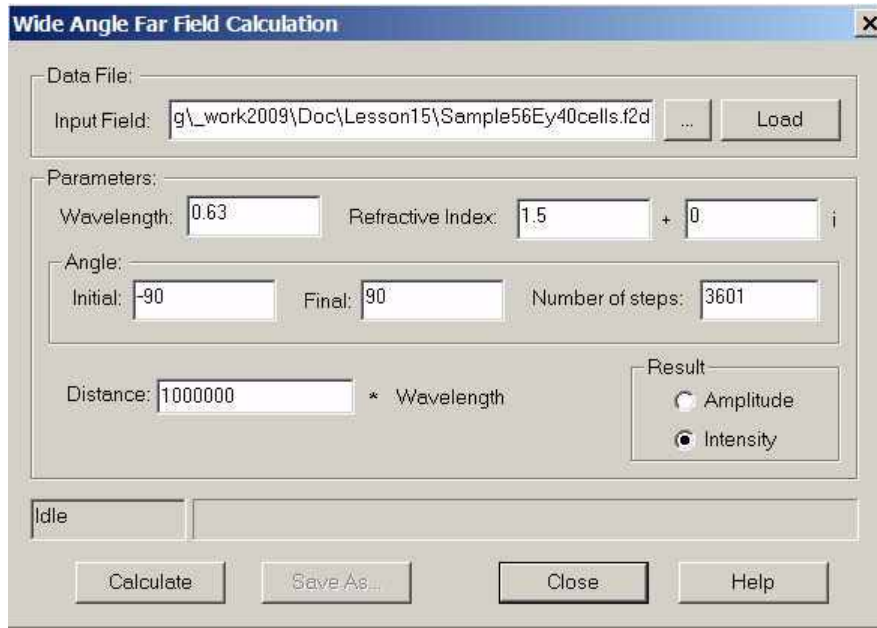 Wide Angle Far Field Calculation
Data File:
Input Field: g\_work2009\Doc\Lesson15\Sample56Ey40cells.f2d ... Load
Parameters:
Wavelength: 0.63 Refractive Index: 1.5 + 0 i
Angle:
Initial: -90 Final: 90 Number of steps: 3601
Result
Distance: 1000000 * Wavelength
Amplitude
Intensity
Idle
Calculate Save As... Close Help